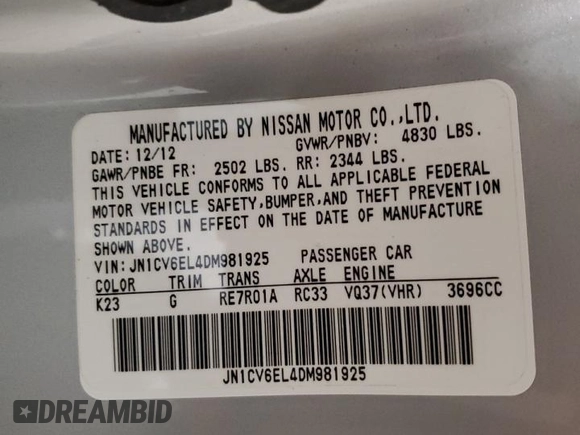 MANUFACTURED BY NISSAN MOTOR CO.,LTD.
DATE: 12/12 GVWR/PNBV: 4830 LBS.
GAWR/PNBE FR: 2502 LBS. RR: 2344 LBS.
THIS VEHICLE CONFORMS TO ALL APPLICABLE FEDERAL
MOTOR VEHICLE SAFETY,BUMPER,AND THEFT PREVENTION
STANDARDS IN EFFECT ON THE DATE OF MANUFACTURE
SHOWN ABOVE.
VIN:JN1CV6EL4DM981925 PASSENGER CAR
COLOR TRIM TRANS AXLE ENGINE
K23 G RE7R01A RC33 VQ37(VHR) 3696CC
JN1CV6EL4DM981925
DREAMBID